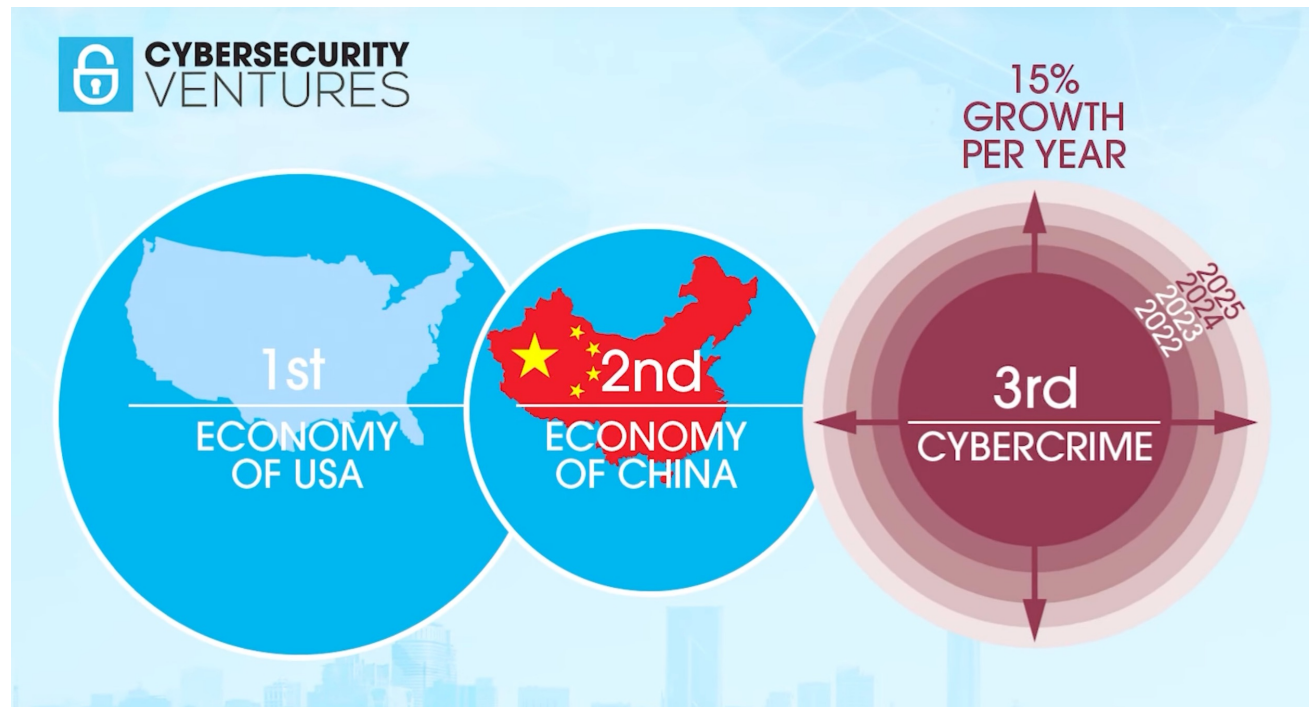 CYBERSECURITY
VENTURES
15%
GROWTH
PER YEAR
1st
ECONOMY
OF USA
2nd
ECONOMY
OF CHINA
3rd
CYBERCRIME
2022
2023
2024
2025